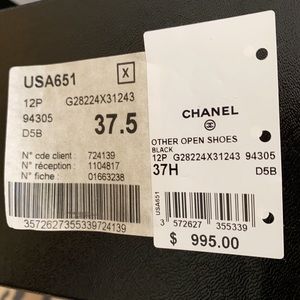 USA651 X
12P G28224X31243
94305 37.5
D5B
N° cde client : 724139
N° réception : 1104817
N° fiche : 01663238
3572627355339724139
CHANEL
OTHER OPEN SHOES
BLACK
12P G28224X31243 94305
37H D5B
USA651
3 572627 355339
$ 995.00